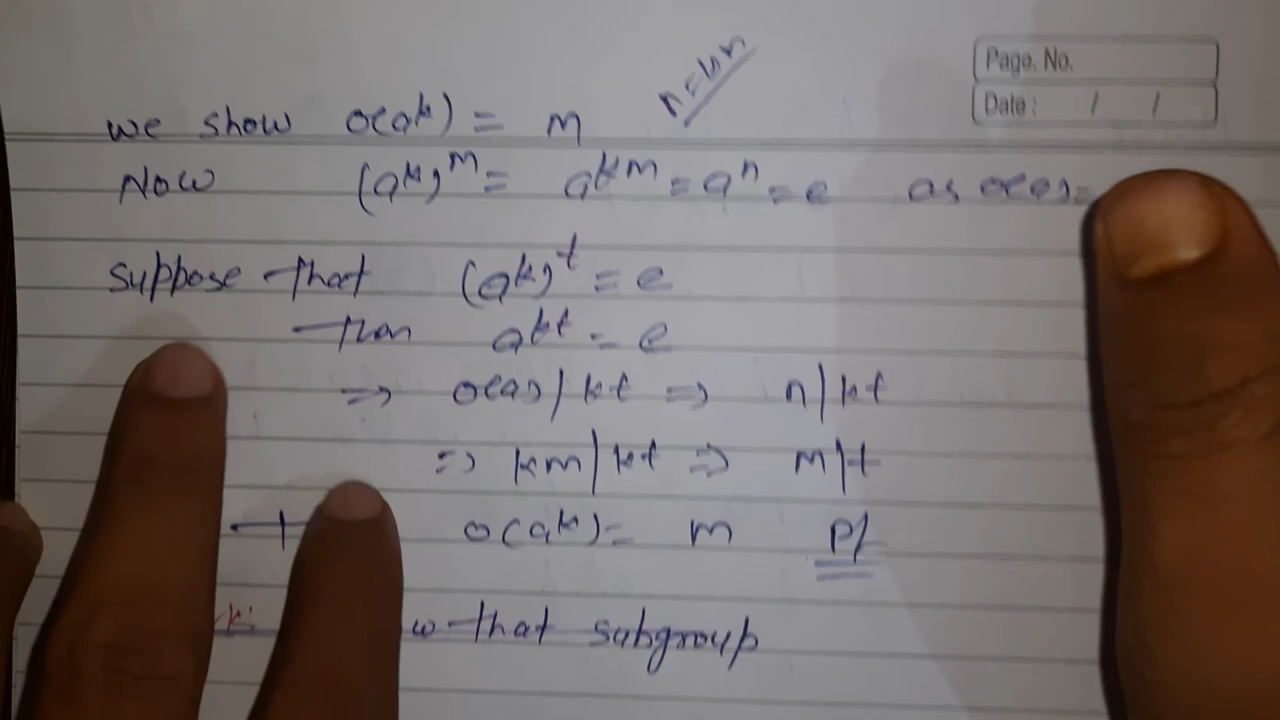 Page. No.
Date : / /
n=km
we show o(a^k) = m
Now (a^k)^m = a^km = a^n = e as o(a)=
suppose that (a^k)^t = e
then a^kt = e
⇒ o(a)/kt ⇒ n|kt
⇒ km|kt ⇒ m|t
o(a^k) = m
w that subgroup